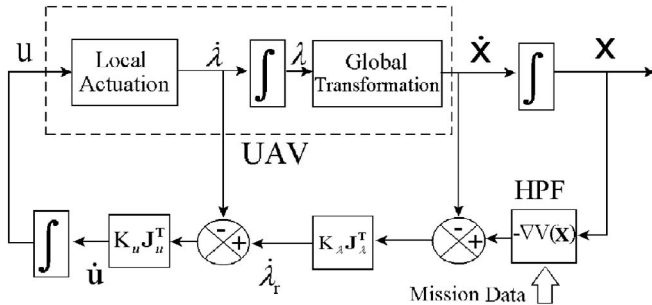 u
Local
Actuation
λ̇
∫
λ
Global
Transformation
Ẋ
∫
X
UAV
HPF
-∇V(X)
Mission Data
- +
K_λ J_λ^T
λ̇_r
- +
K_u J_u^T
u̇
∫